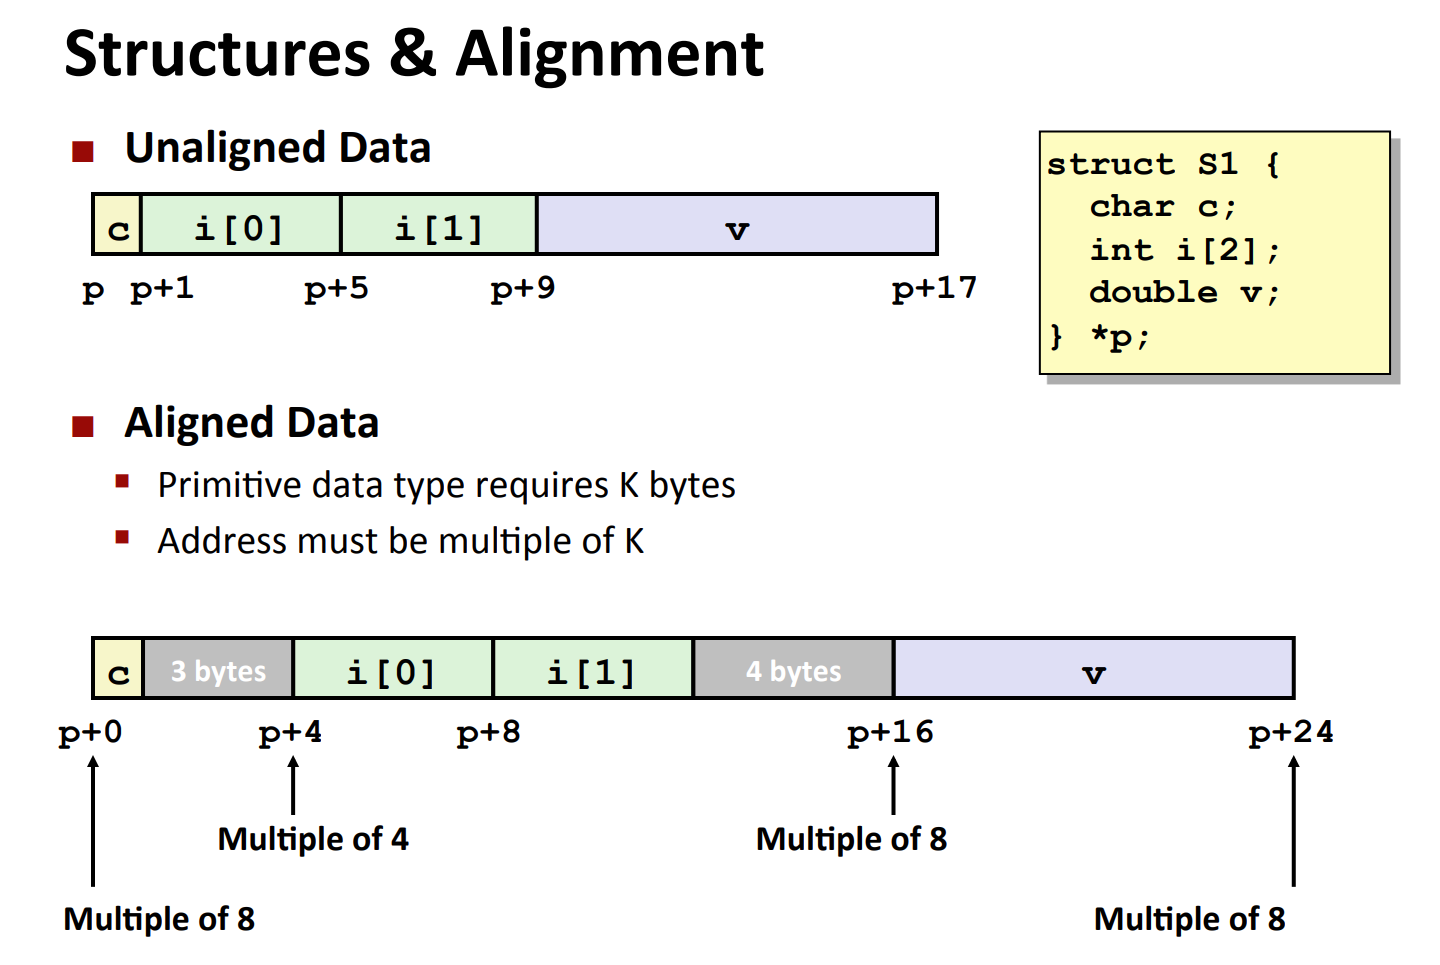 Structures & Alignment
Unaligned Data
c i[0] i[1] v
p p+1 p+5 p+9 p+17
struct S1 {
  char c;
  int i[2];
  double v;
} *p;
Aligned Data
Primitive data type requires K bytes
Address must be multiple of K
c 3 bytes i[0] i[1] 4 bytes v
p+0 p+4 p+8 p+16 p+24
Multiple of 4 Multiple of 8
Multiple of 8 Multiple of 8